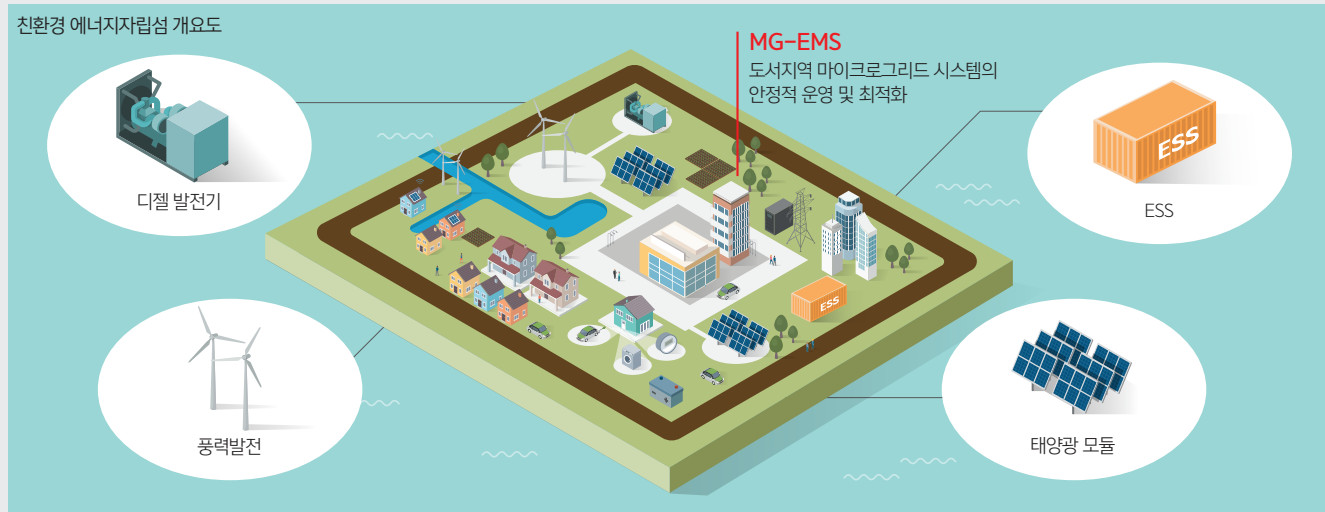 친환경 에너지자립섬 개요도
MG-EMS
도서지역 마이크로그리드 시스템의
안정적 운영 및 최적화
디젤 발전기
ESS
ESS
ESS
풍력발전
태양광 모듈